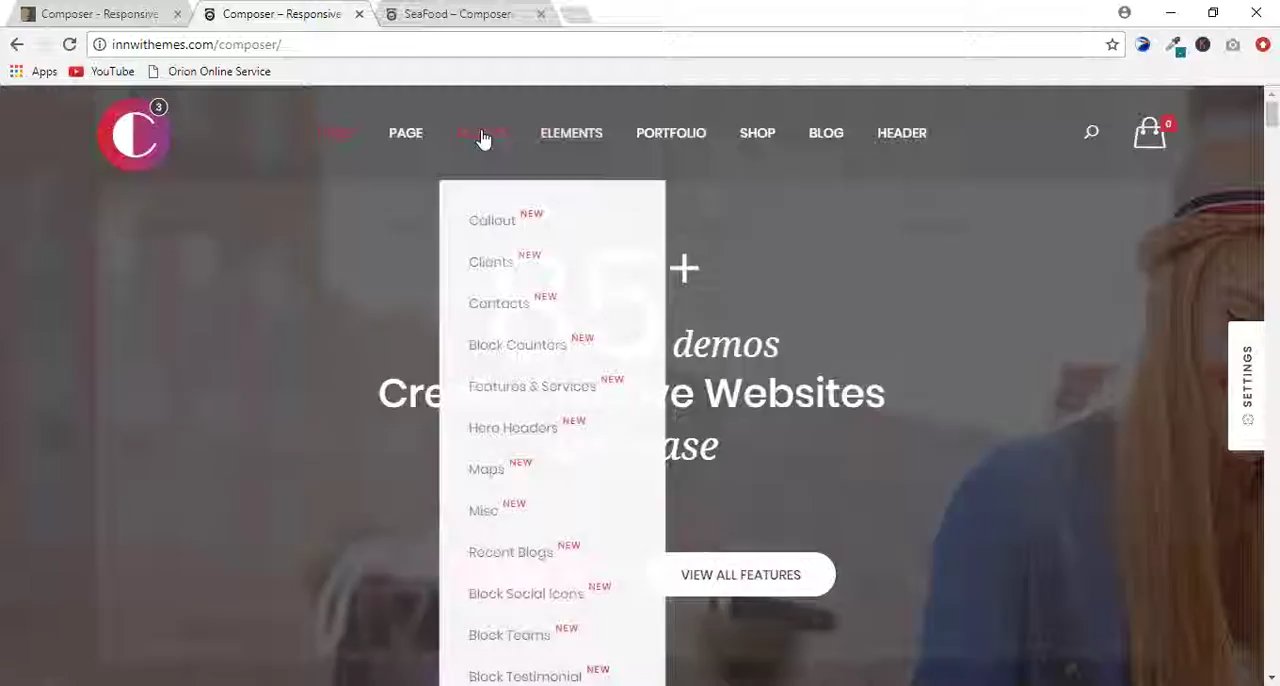 Composer - Responsive
Composer – Responsive
SeaFood – Composer
innwithemes.com/composer/
Apps
YouTube
Orion Online Service
3
PAGE
ELEMENTS
PORTFOLIO
SHOP
BLOG
HEADER
0
Callout NEW
Clients NEW
Contacts NEW
Block Counters NEW
Features & Services NEW
Hero Headers NEW
Maps NEW
Misc NEW
Recent Blogs NEW
Block Social Icons NEW
Block Teams NEW
Block Testimonial NEW
85+
demos
Websites
VIEW ALL FEATURES
SETTINGS